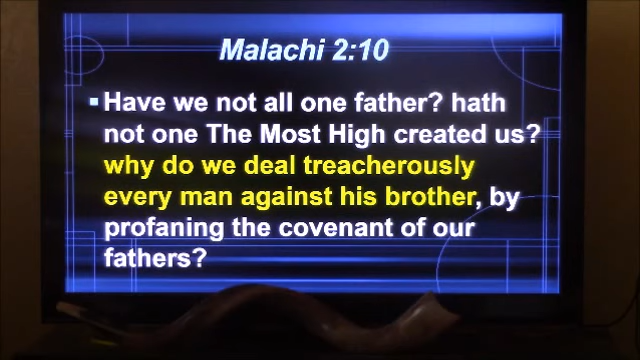 Malachi 2:10
▪Have we not all one father? hath
not one The Most High created us?
why do we deal treacherously
every man against his brother, by
profaning the covenant of our
fathers?